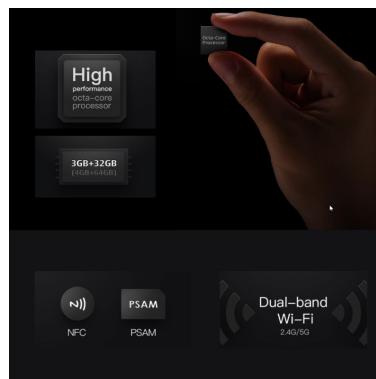 Octa-Core
Processor
High
performance
octa-core
processor
3GB+32GB
(4GB+64GB)
N))
NFC
PSAM
PSAM
Dual-band
Wi-Fi
2.4G/5G